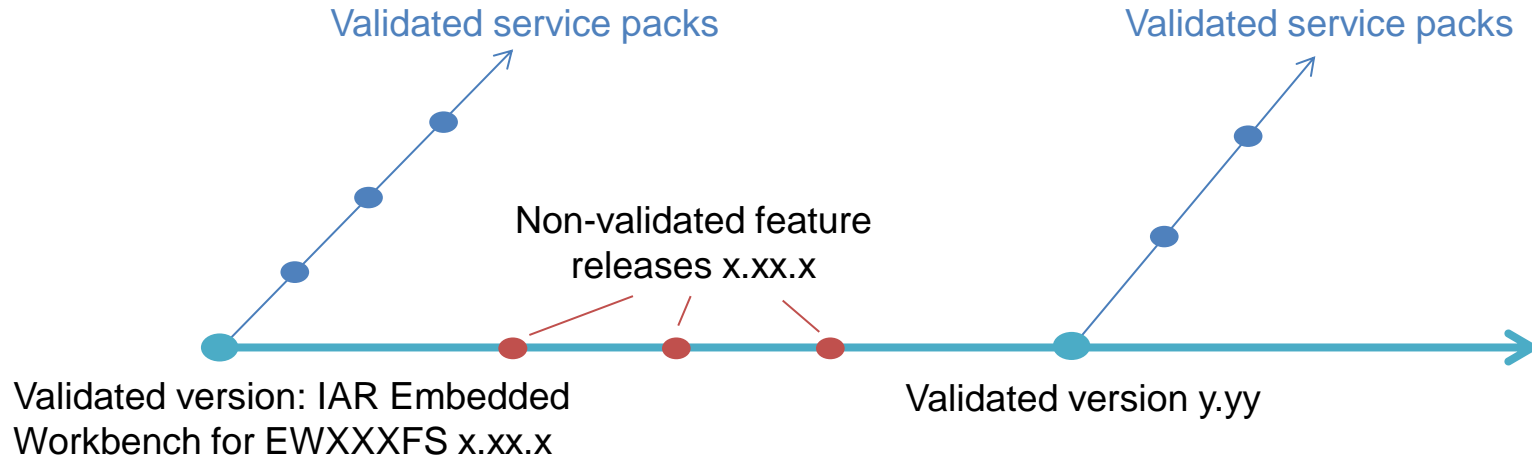 Validated service packs
Validated service packs
Non-validated feature
releases x.xx.x
Validated version: IAR Embedded
Workbench for EWXXXFS x.xx.x
Validated version y.yy